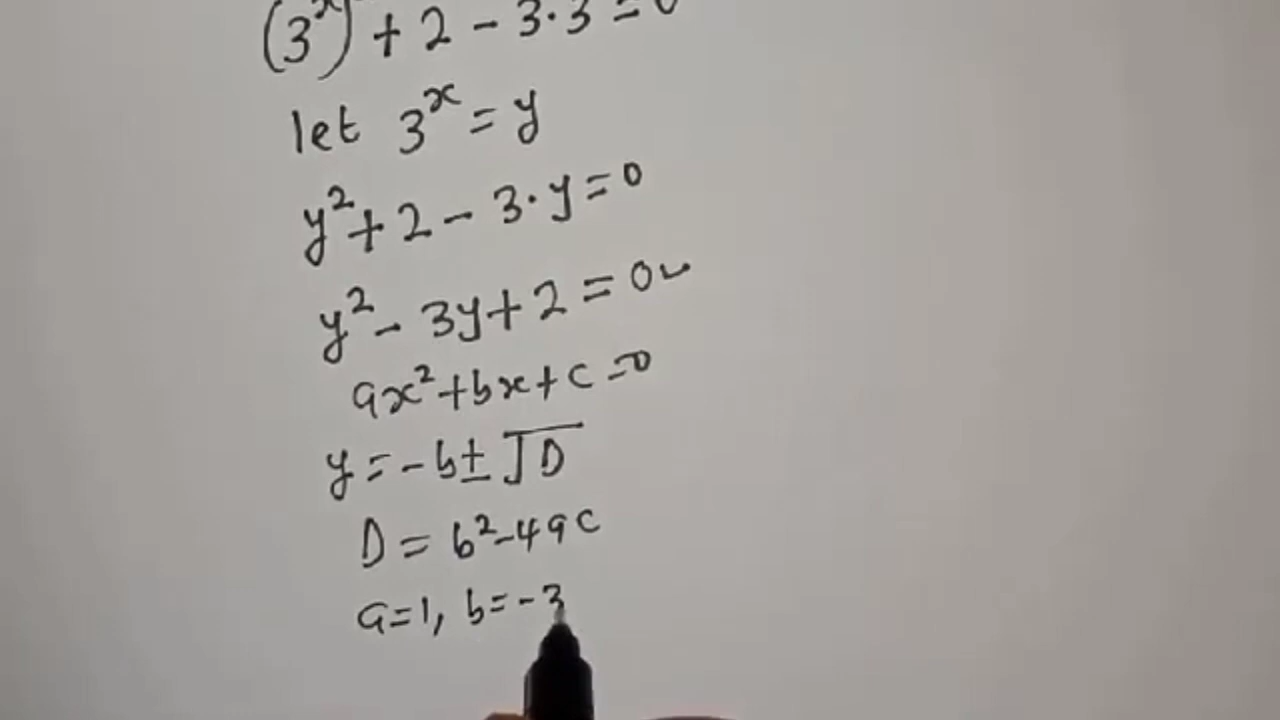 (3^x) + 2 - 3·3 = 0
let 3^x = y
y² + 2 - 3·y = 0
y² - 3y + 2 = 0
ax² + bx + c = 0
y = -b ± √D
D = b² - 4ac
a=1, b=-3